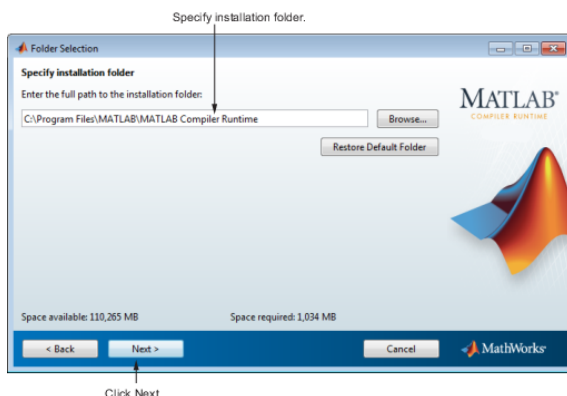 Specify installation folder.
Folder Selection
Specify installation folder
Enter the full path to the installation folder:
C:\Program Files\MATLAB\MATLAB Compiler Runtime
Browse...
Restore Default Folder
MATLAB®
COMPILER RUNTIME
Space available: 110,265 MB
Space required: 1,034 MB
< Back
Next >
Cancel
MathWorks®
Click Next